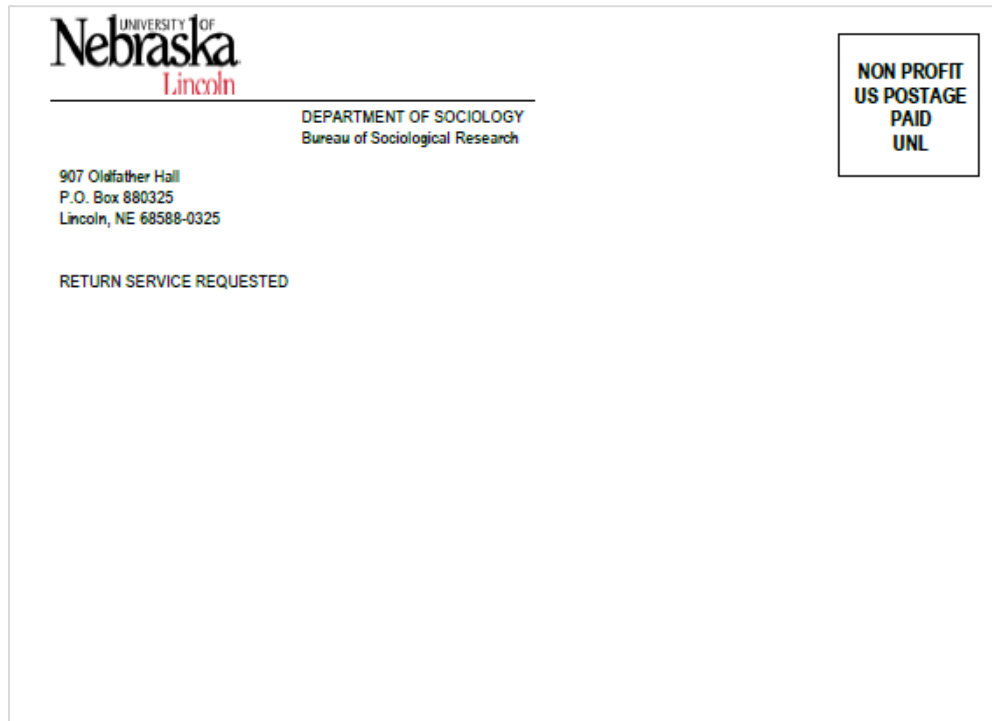 UNIVERSITY OF
Nebraska
Lincoln
DEPARTMENT OF SOCIOLOGY
Bureau of Sociological Research
907 Oldfather Hall
P.O. Box 880325
Lincoln, NE 68588-0325
RETURN SERVICE REQUESTED
NON PROFIT
US POSTAGE
PAID
UNL